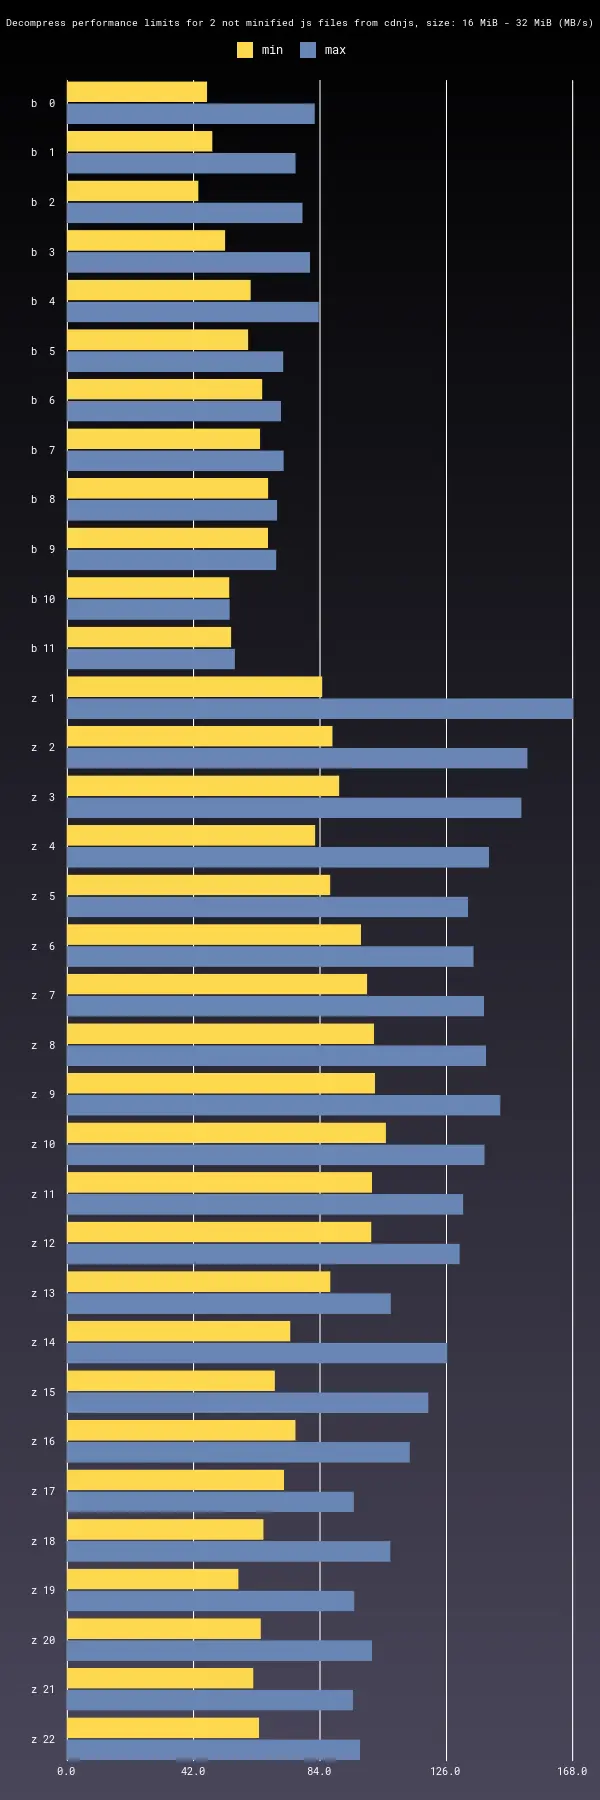 Decompress performance limits for 2 not minified js files from cdnjs, size: 16 MiB - 32 MiB (MB/s)
min max
b 0
b 1
b 2
b 3
b 4
b 5
b 6
b 7
b 8
b 9
b 10
b 11
z 1
z 2
z 3
z 4
z 5
z 6
z 7
z 8
z 9
z 10
z 11
z 12
z 13
z 14
z 15
z 16
z 17
z 18
z 19
z 20
z 21
z 22
0.0 42.0 84.0 126.0 168.0